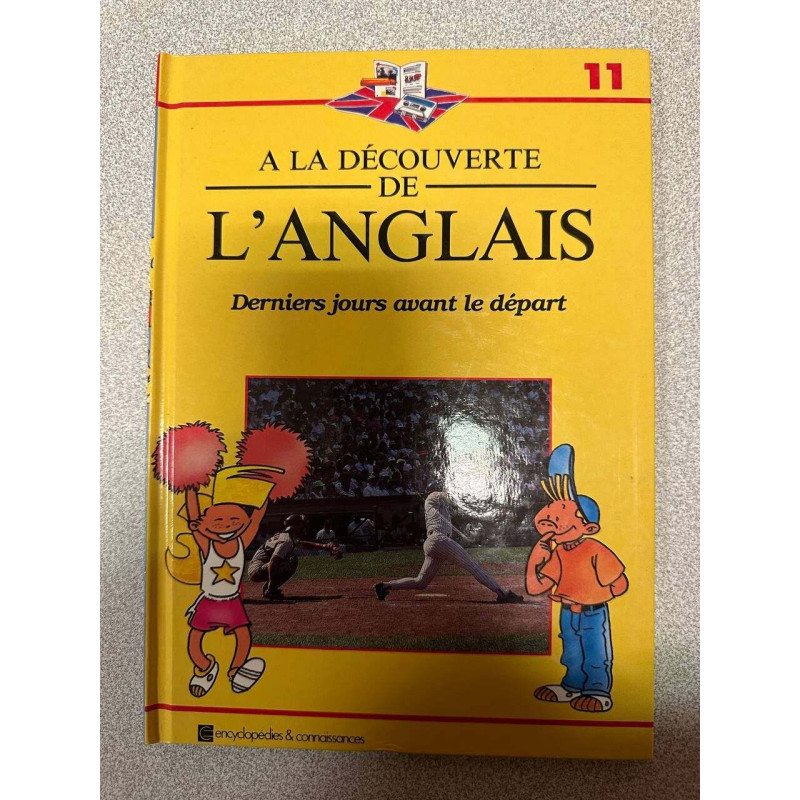 11
A LA DÉCOUVERTE
DE
L'ANGLAIS
Derniers jours avant le départ
encyclopédies & connaissances